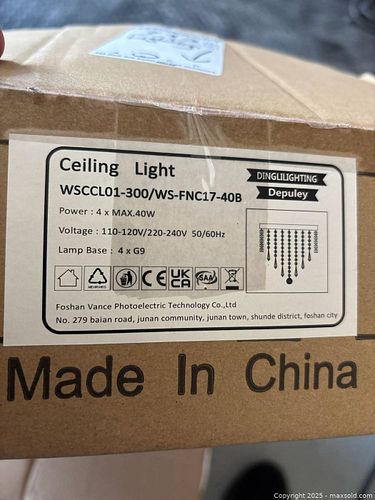 Ceiling Light
DINGLILIGHTING
Depuley
WSCCL01-300/WS-FNC17-40B
Power : 4 x MAX.40W
Voltage : 110-120V/220-240V 50/60Hz
Lamp Base : 4 x G9
CE
UK
CA
SAA
Foshan Vance Photoelectric Technology Co.,Ltd
No. 279 baian road, junan community, junan town, shunde district, foshan city
Made In China
Copyright 2025 - maxsold.com